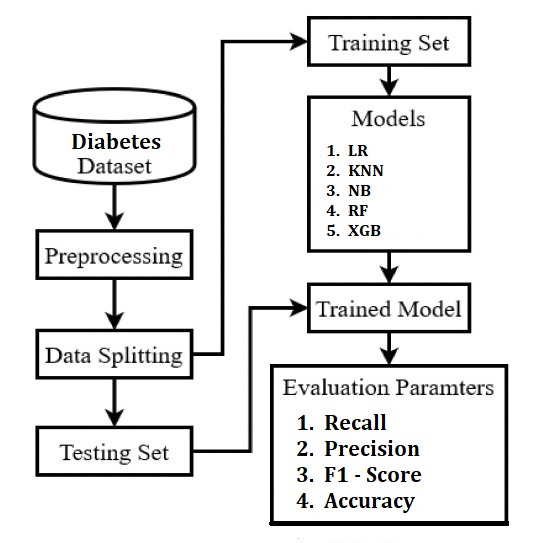 Diabetes
Dataset
Preprocessing
Data Splitting
Testing Set
Training Set
Models
1. LR
2. KNN
3. NB
4. RF
5. XGB
Trained Model
Evaluation Paramters
1. Recall
2. Precision
3. F1 - Score
4. Accuracy